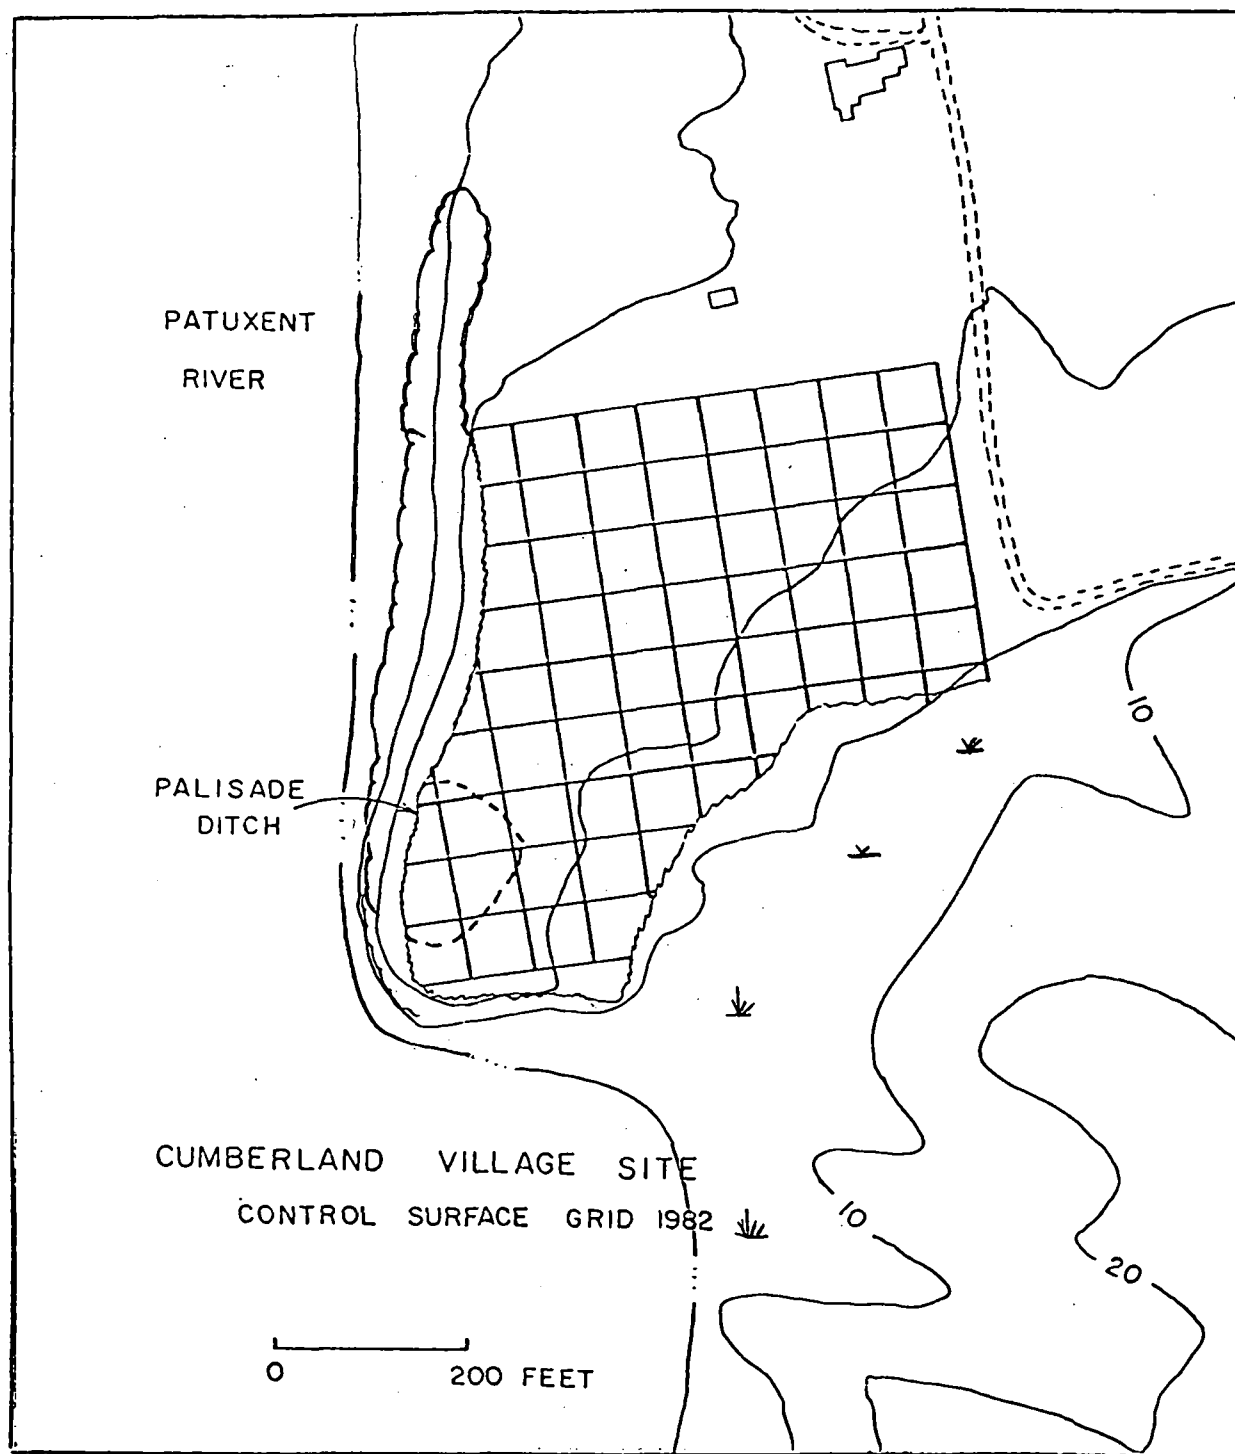 PATUXENT
RIVER
PALISADE
DITCH
10
CUMBERLAND VILLAGE SITE
CONTROL SURFACE GRID 1982
10
20
0 200 FEET